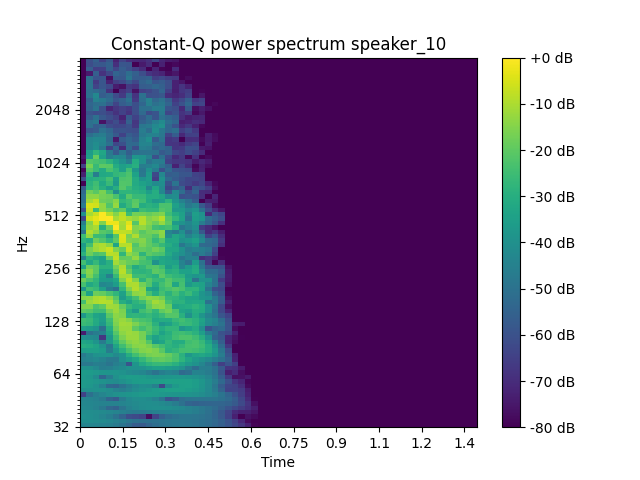 Constant-Q power spectrum speaker_10
Hz
2048
1024
512
256
128
64
32
0 0.15 0.3 0.45 0.6 0.75 0.9 1.1 1.2 1.4
Time
+0 dB
-10 dB
-20 dB
-30 dB
-40 dB
-50 dB
-60 dB
-70 dB
-80 dB